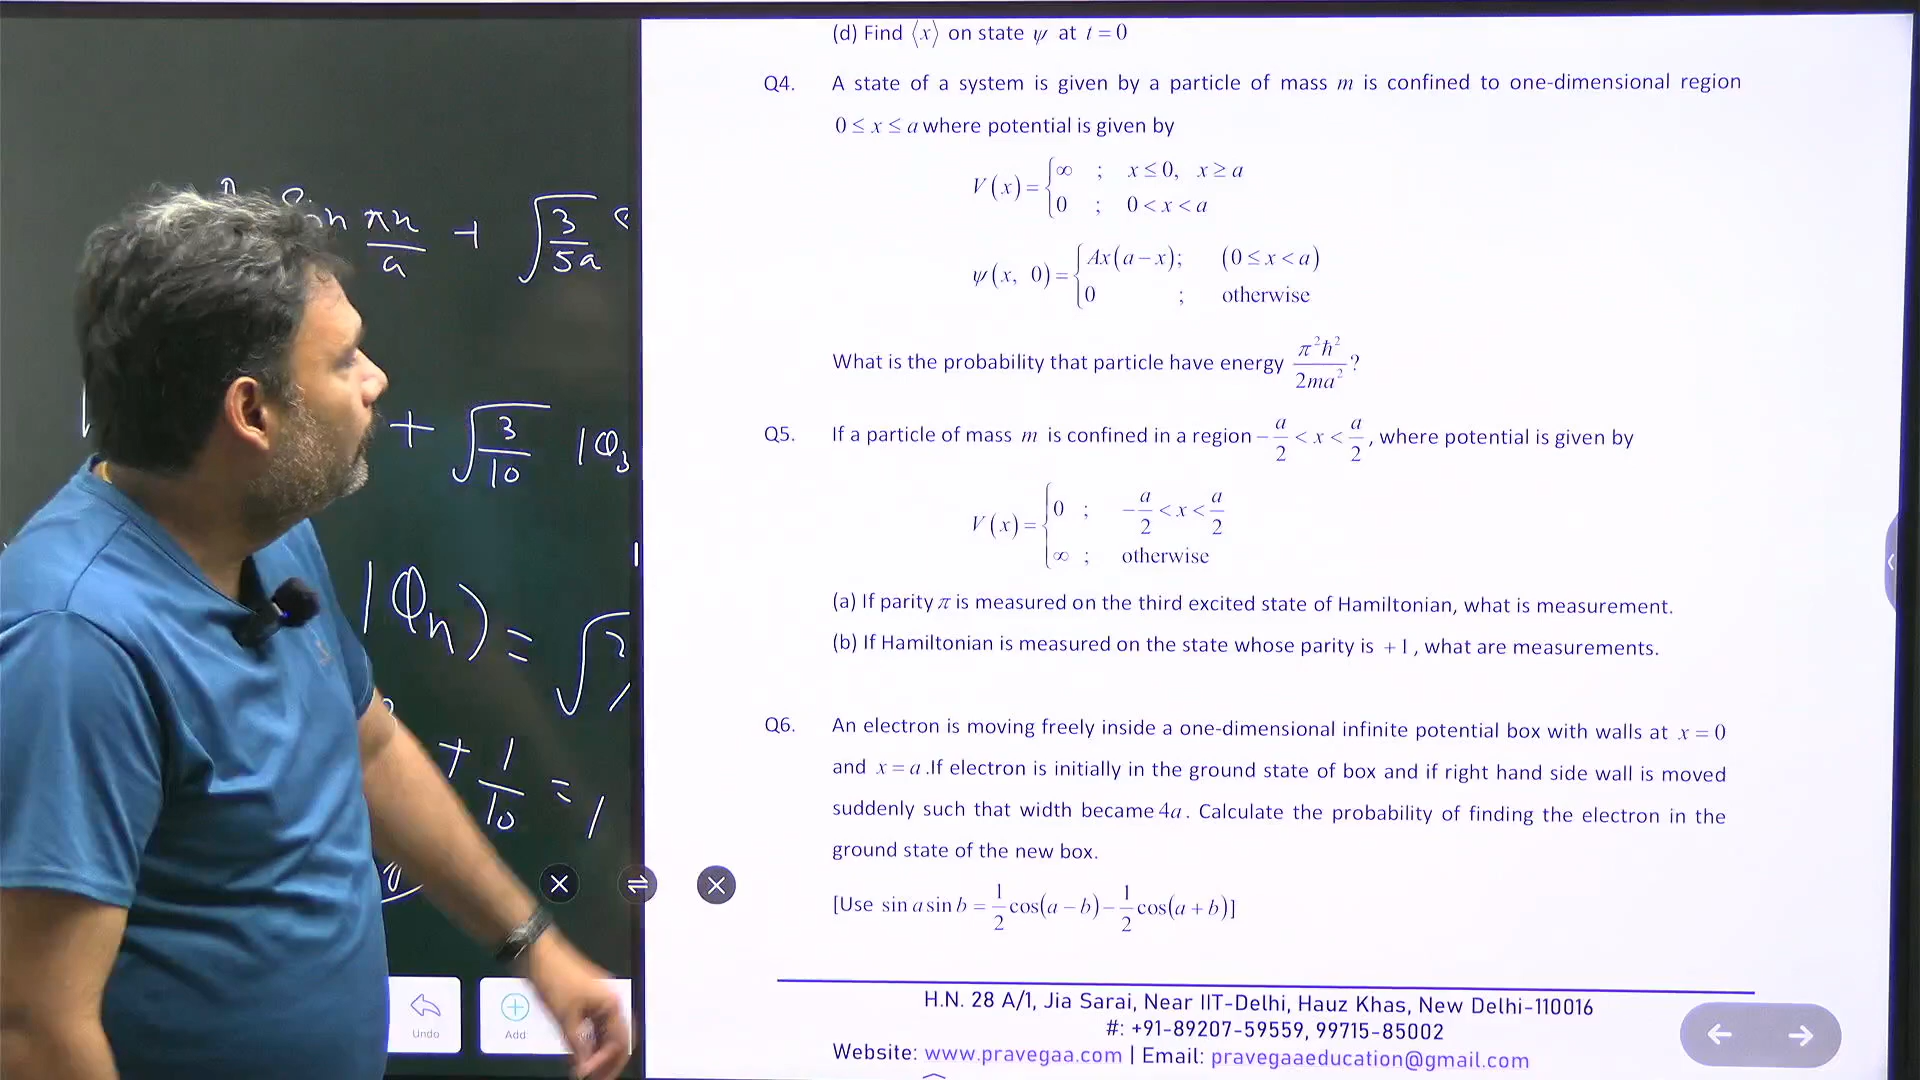 (d) Find ⟨x⟩ on state ψ at t = 0
Q4. A state of a system is given by a particle of mass m is confined to one-dimensional region
0 ≤ x ≤ a where potential is given by
V(x) = { ∞ ; x ≤ 0, x ≥ a
0 ; 0 < x < a
ψ(x, 0) = { Ax(a − x); (0 ≤ x < a)
0 ; otherwise
What is the probability that particle have energy π²ħ²/2ma² ?
Q5. If a particle of mass m is confined in a region −a/2 < x < a/2, where potential is given by
V(x) = { 0 ; −a/2 < x < a/2
∞ ; otherwise
(a) If parity π is measured on the third excited state of Hamiltonian, what is measurement.
(b) If Hamiltonian is measured on the state whose parity is +1, what are measurements.
Q6. An electron is moving freely inside a one-dimensional infinite potential box with walls at x = 0
and x = a .If electron is initially in the ground state of box and if right hand side wall is moved
suddenly such that width became 4a. Calculate the probability of finding the electron in the
ground state of the new box.
[Use sin a sin b = 1/2 cos(a − b) − 1/2 cos(a + b)]
H.N. 28 A/1, Jia Sarai, Near IIT-Delhi, Hauz Khas, New Delhi-110016
#: +91-89207-59559, 99715-85002
Website: www.pravegaa.com | Email: pravegaaeducation@gmail.com
πx/a + √3/5a
+ √3/10 |Φ3
|Φn) = √
+ 1/10 = 1
Undo
Add